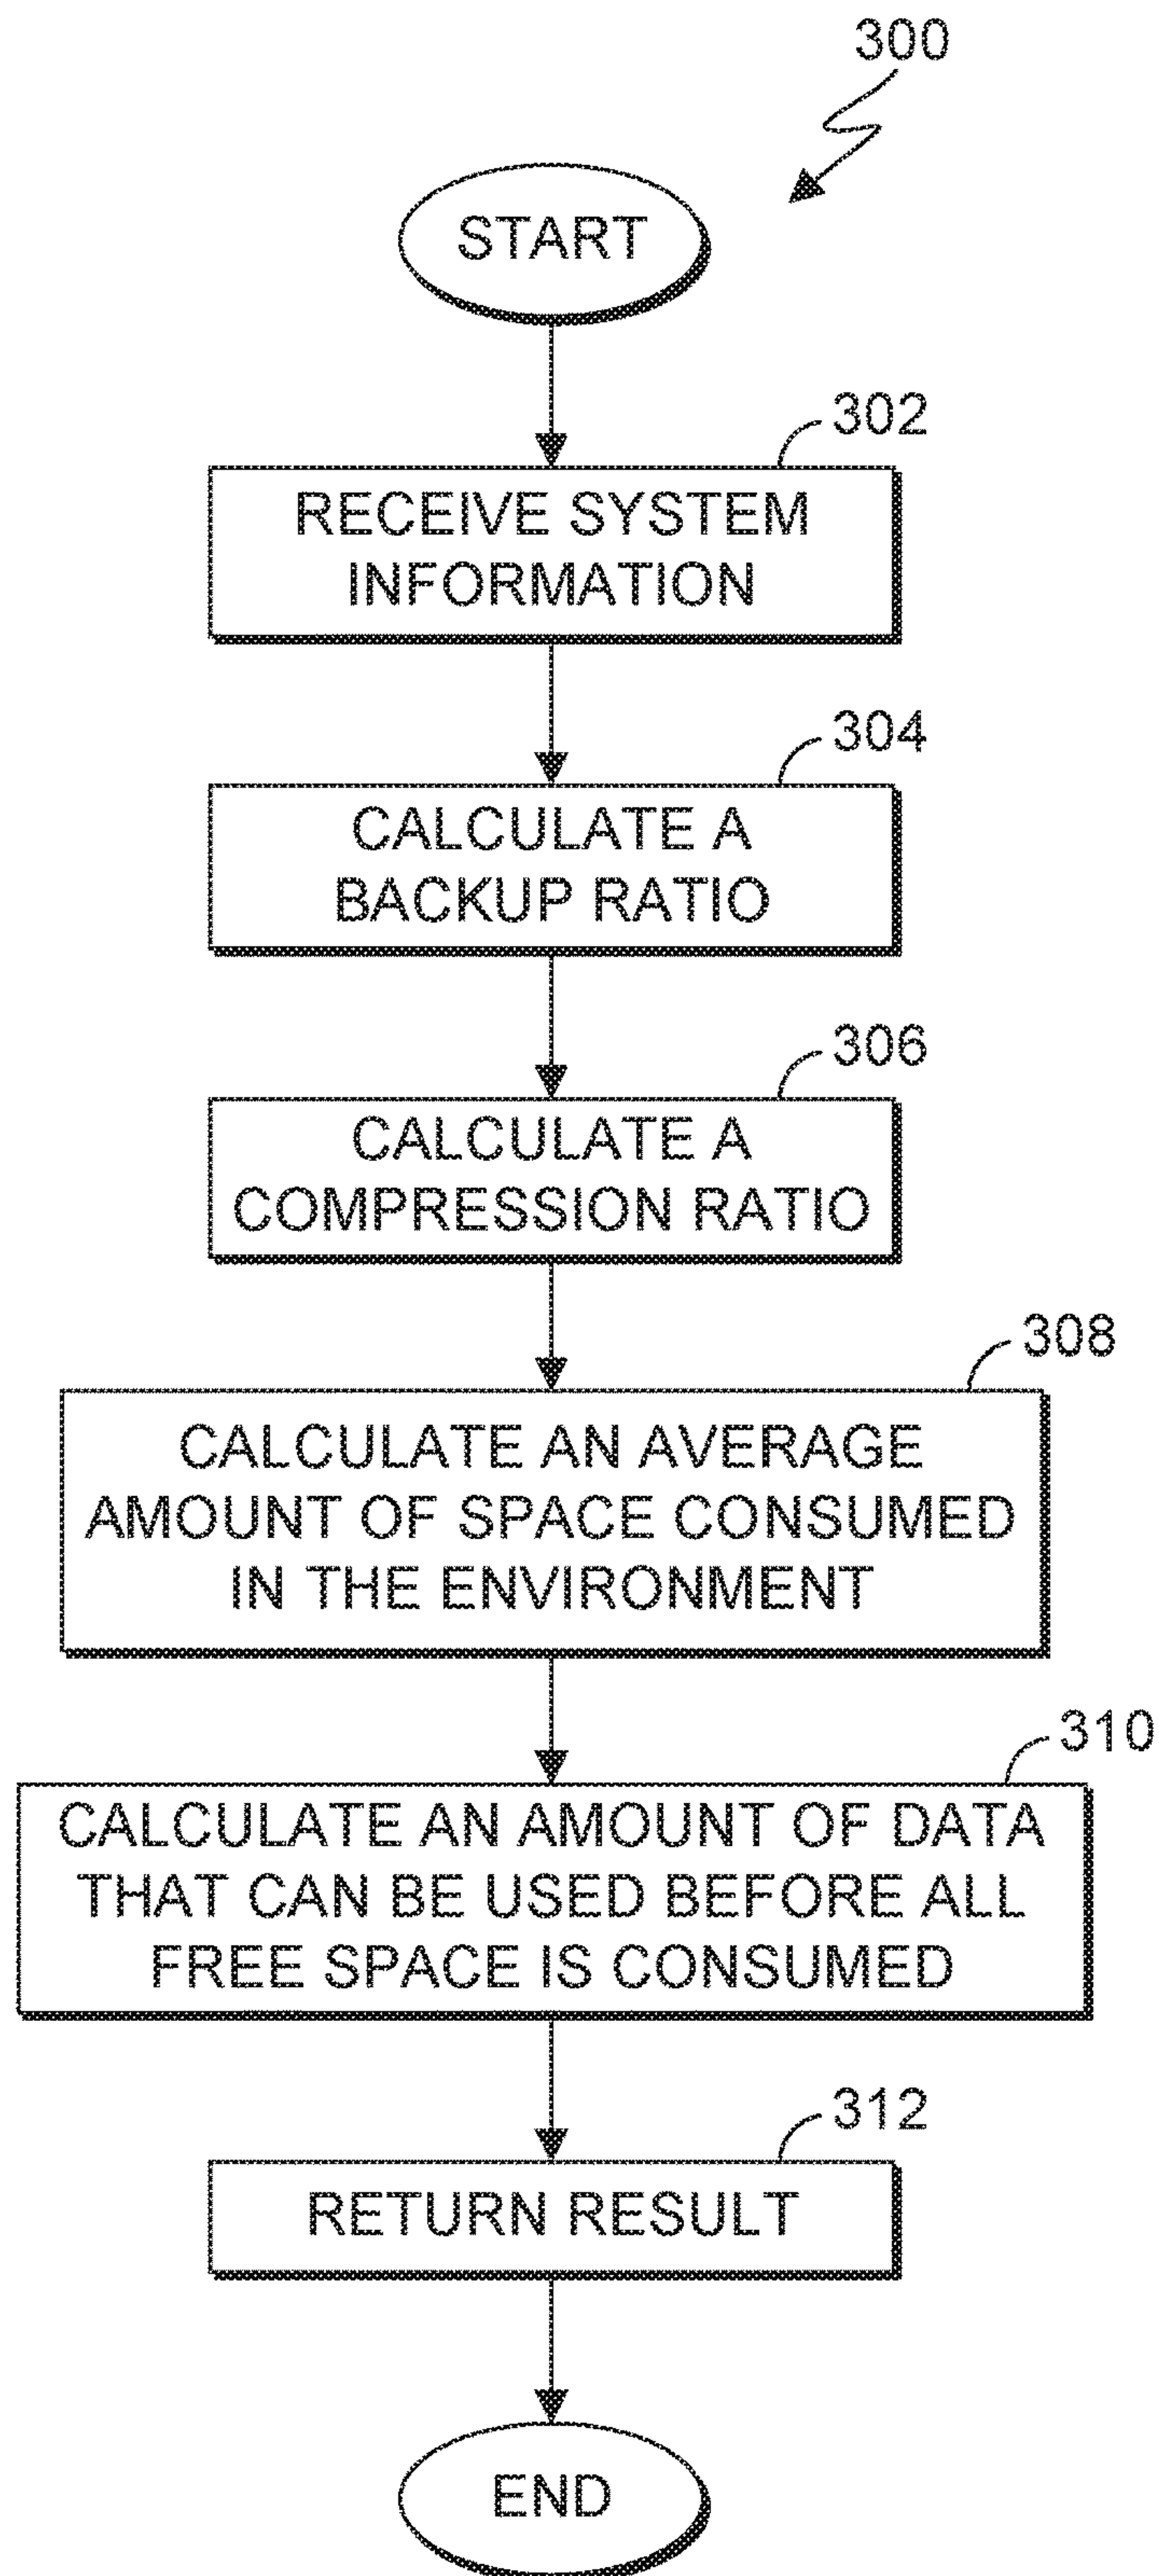 300
START
302
RECEIVE SYSTEM
INFORMATION
304
CALCULATE A
BACKUP RATIO
306
CALCULATE A
COMPRESSION RATIO
308
CALCULATE AN AVERAGE
AMOUNT OF SPACE CONSUMED
IN THE ENVIRONMENT
310
CALCULATE AN AMOUNT OF DATA
THAT CAN BE USED BEFORE ALL
FREE SPACE IS CONSUMED
312
RETURN RESULT
END